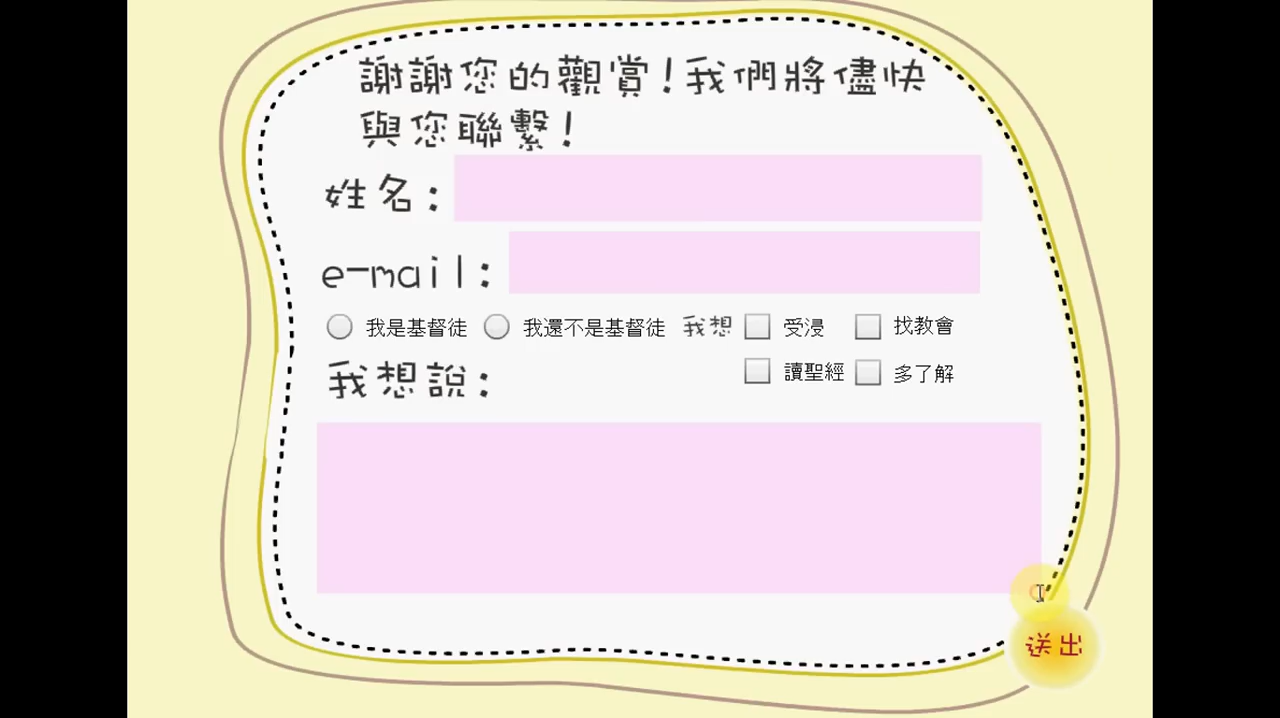 謝謝您的觀賞!我們將儘快
與您聯繫!
姓名:
e-mail:
我是基督徒 我還不是基督徒 我想 受浸 找教會
讀聖經 多了解
我想說:
送出